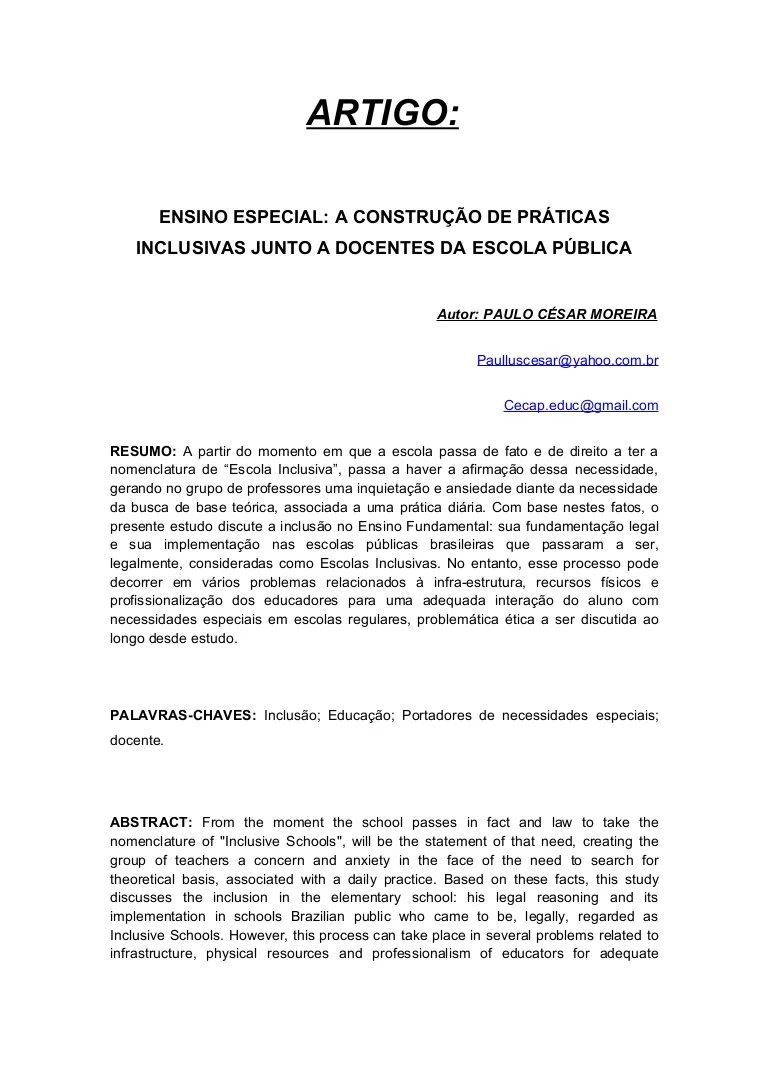 ARTIGO:
ENSINO ESPECIAL: A CONSTRUÇÃO DE PRÁTICAS
INCLUSIVAS JUNTO A DOCENTES DA ESCOLA PÚBLICA
Autor: PAULO CÉSAR MOREIRA
Paulluscesar@yahoo.com.br
Cecap.educ@gmail.com
RESUMO: A partir do momento em que a escola passa de fato e de direito a ter a
nomenclatura de “Escola Inclusiva”, passa a haver a afirmação dessa necessidade,
gerando no grupo de professores uma inquietação e ansiedade diante da necessidade
da busca de base teórica, associada a uma prática diária. Com base nestes fatos, o
presente estudo discute a inclusão no Ensino Fundamental: sua fundamentação legal
e sua implementação nas escolas públicas brasileiras que passaram a ser,
legalmente, consideradas como Escolas Inclusivas. No entanto, esse processo pode
decorrer em vários problemas relacionados à infra-estrutura, recursos físicos e
profissionalização dos educadores para uma adequada interação do aluno com
necessidades especiais em escolas regulares, problemática ética a ser discutida ao
longo desde estudo.
PALAVRAS-CHAVES: Inclusão; Educação; Portadores de necessidades especiais;
docente.
ABSTRACT: From the moment the school passes in fact and law to take the
nomenclature of "Inclusive Schools", will be the statement of that need, creating the
group of teachers a concern and anxiety in the face of the need to search for
theoretical basis, associated with a daily practice. Based on these facts, this study
discusses the inclusion in the elementary school: his legal reasoning and its
implementation in schools Brazilian public who came to be, legally, regarded as
Inclusive Schools. However, this process can take place in several problems related to
infrastructure, physical resources and professionalism of educators for adequate